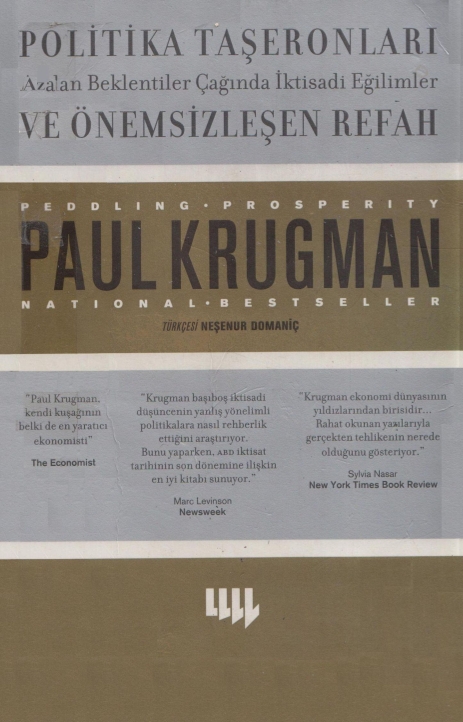 POLİTİKA TAŞERONLARI
Azalan Beklentiler Çağında İktisadi Eğilimler
VE ÖNEMSİZLEŞEN REFAH
PEDDLING · PROSPERITY
PAUL KRUGMAN
NATIONAL · BESTSELLER
TÜRKÇESİ NEŞENUR DOMANİÇ
"Paul Krugman,
kendi kuşağının
belki de en yaratıcı
ekonomisti"
The Economist
"Krugman başıboş iktisadi
düşüncenin yanlış yönelimli
politikalara nasıl rehberlik
ettiğini araştırıyor.
Bunu yaparken, ABD iktisat
tarihinin son dönemine ilişkin
en iyi kitabı sunuyor."
Marc Levinson
Newsweek
"Krugman ekonomi dünyasının
yıldızlarından birisidir...
Rahat okunan yazılarıyla
gerçekten tehlikenin nerede
olduğunu gösteriyor."
Sylvia Nasar
New York Times Book Review